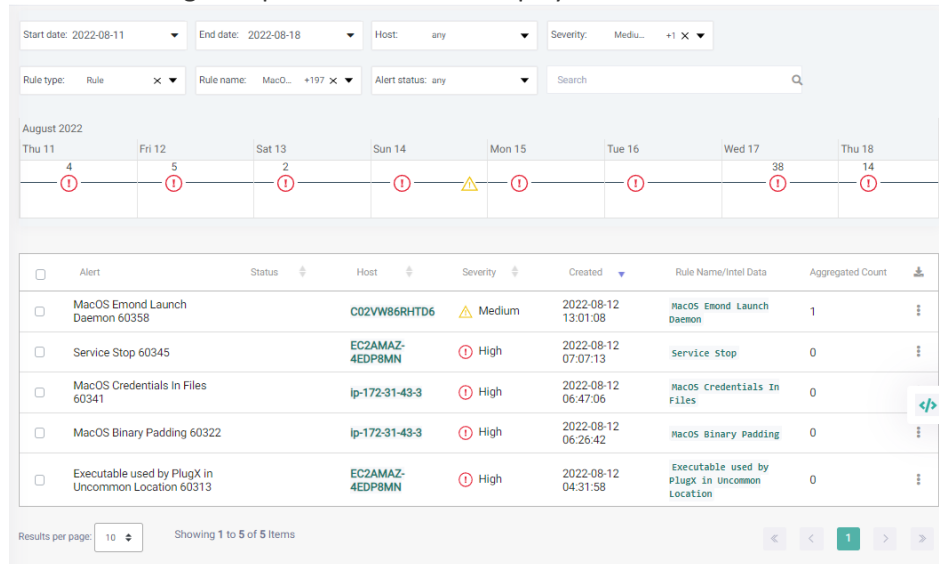 Start date: 2022-08-11 End date: 2022-08-18 Host: any Severity: Mediu... +1
Rule type: Rule Rule name: MacO... +197 Alert status: any Search
August 2022
Thu 11 Fri 12 Sat 13 Sun 14 Mon 15 Tue 16 Wed 17 Thu 18
4 5 2 38 14
Alert Status Host Severity Created Rule Name/Intel Data Aggregated Count
MacOS Emond Launch
Daemon 60358
C02VW86RHTD6
Medium
2022-08-12
13:01:08
MacOS Emond Launch
Daemon
1
Service Stop 60345
EC2AMAZ-
4EDP8MN
High
2022-08-12
07:07:13
Service Stop
0
MacOS Credentials In Files
60341
ip-172-31-43-3
High
2022-08-12
06:47:06
MacOS Credentials In
Files
0
MacOS Binary Padding 60322
ip-172-31-43-3
High
2022-08-12
06:26:42
MacOS Binary Padding
0
Executable used by PlugX in
Uncommon Location 60313
EC2AMAZ-
4EDP8MN
High
2022-08-12
04:31:58
Executable used by
PlugX in Uncommon
Location
0
Results per page: 10 Showing 1 to 5 of 5 Items « < 1 > »